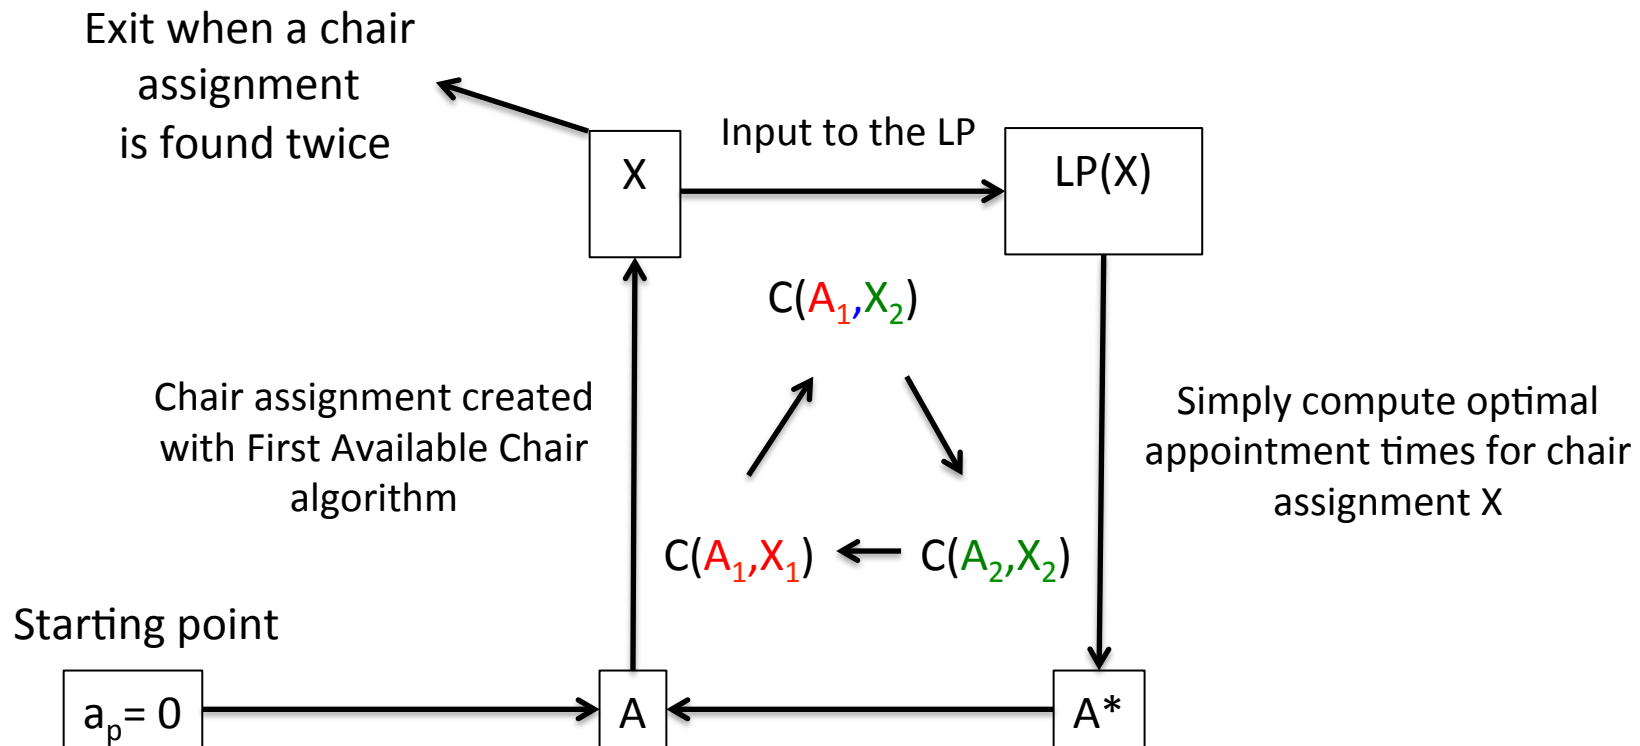 Exit when a chair
assignment
is found twice
Input to the LP
X
LP(X)
C(A₁,X₂)
Chair assignment created
with First Available Chair
algorithm
Simply compute optimal
appointment times for chair
assignment X
C(A₁,X₁)
C(A₂,X₂)
Starting point
aₚ= 0
A
A*